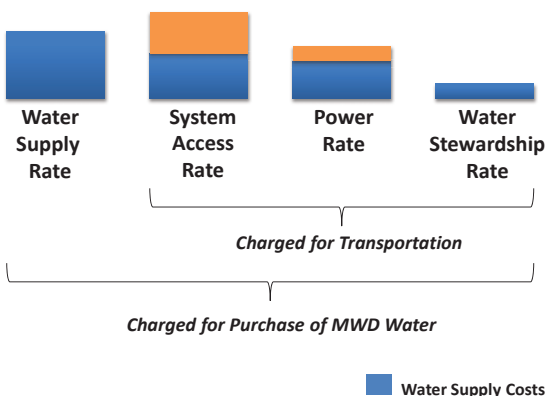 Water
Supply
Rate
System
Access
Rate
Power
Rate
Water
Stewardship
Rate
Charged for Transportation
Charged for Purchase of MWD Water
Water Supply Costs